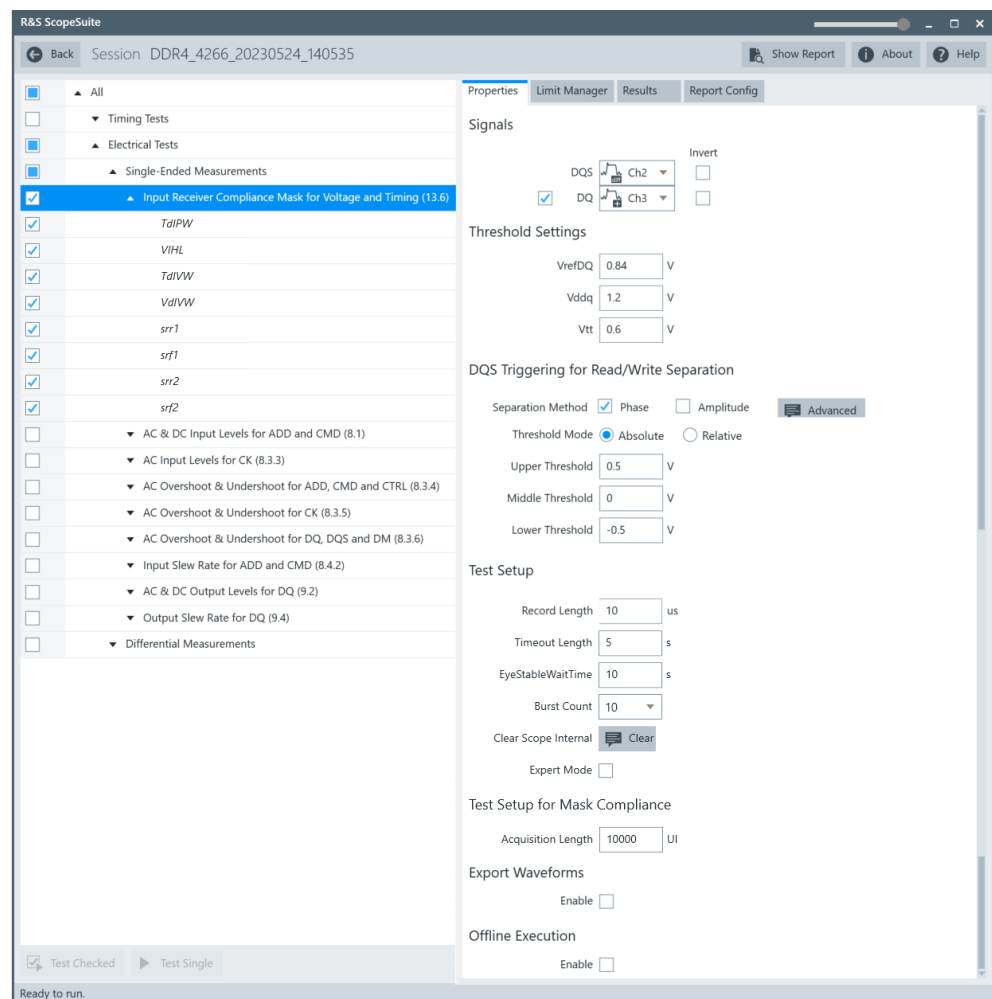 R&S ScopeSuite
Back Session DDR4_4266_20230524_140535 Show Report About Help
All
Timing Tests
Electrical Tests
Single-Ended Measurements
Input Receiver Compliance Mask for Voltage and Timing (13.6)
TdIPW
VIHL
TdIVW
VdIVW
srr1
srf1
srr2
srf2
AC & DC Input Levels for ADD and CMD (8.1)
AC Input Levels for CK (8.3.3)
AC Overshoot & Undershoot for ADD, CMD and CTRL (8.3.4)
AC Overshoot & Undershoot for CK (8.3.5)
AC Overshoot & Undershoot for DQ, DQS and DM (8.3.6)
Input Slew Rate for ADD and CMD (8.4.2)
AC & DC Output Levels for DQ (9.2)
Output Slew Rate for DQ (9.4)
Differential Measurements
Test Checked Test Single
Ready to run.
Properties Limit Manager Results Report Config
Signals
Invert
DQS Ch2
DQ Ch3
Threshold Settings
VrefDQ 0.84 V
Vddq 1.2 V
Vtt 0.6 V
DQS Triggering for Read/Write Separation
Separation Method Phase Amplitude Advanced
Threshold Mode Absolute Relative
Upper Threshold 0.5 V
Middle Threshold 0 V
Lower Threshold -0.5 V
Test Setup
Record Length 10 us
Timeout Length 5 s
EyeStableWaitTime 10 s
Burst Count 10
Clear Scope Internal Clear
Expert Mode
Test Setup for Mask Compliance
Acquisition Length 10000 UI
Export Waveforms
Enable
Offline Execution
Enable